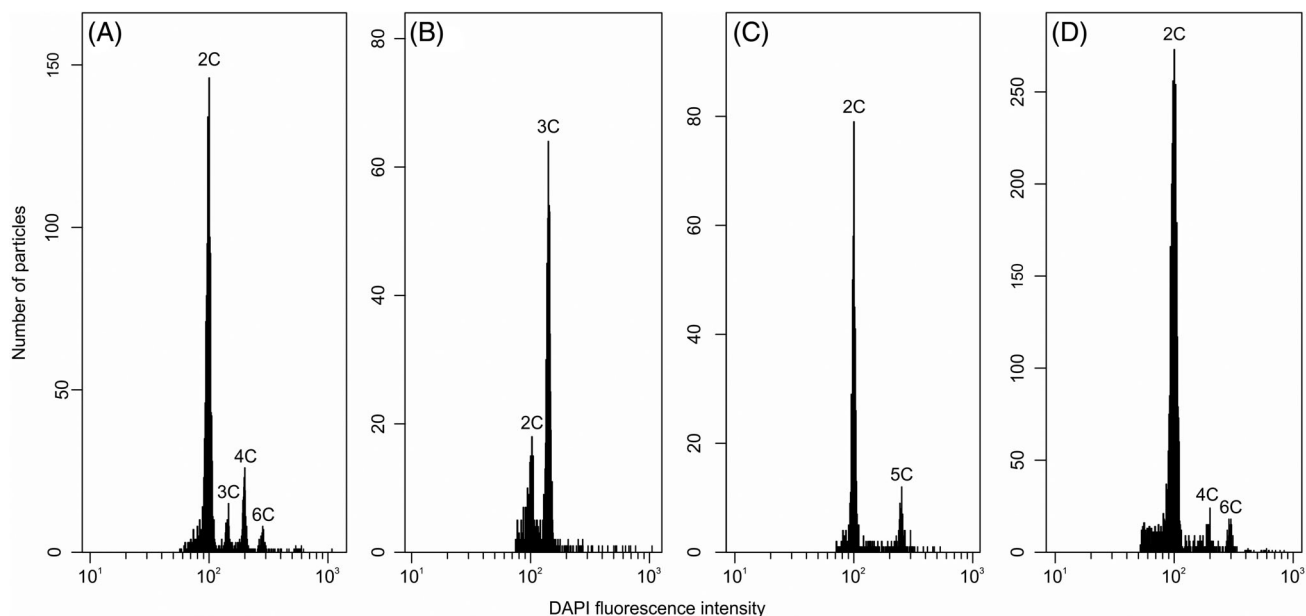 (A)
2C
3C
4C
6C
150
100
50
0
10¹
10²
10³
(B)
3C
2C
80
60
40
20
0
10¹
10²
10³
(C)
2C
5C
80
60
40
20
0
10¹
10²
10³
(D)
2C
4C
6C
250
200
150
100
50
0
10¹
10²
10³
Number of particles
DAPI fluorescence intensity